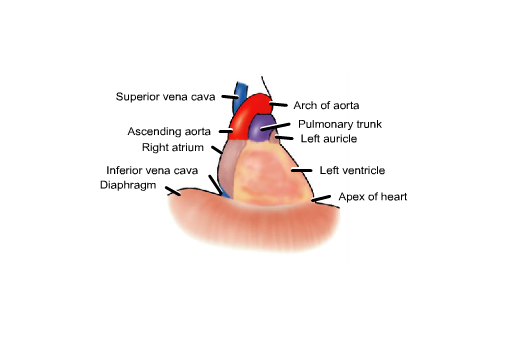 Superior vena cava
Arch of aorta
Pulmonary trunk
Ascending aorta
Left auricle
Right atrium
Inferior vena cava
Left ventricle
Diaphragm
Apex of heart